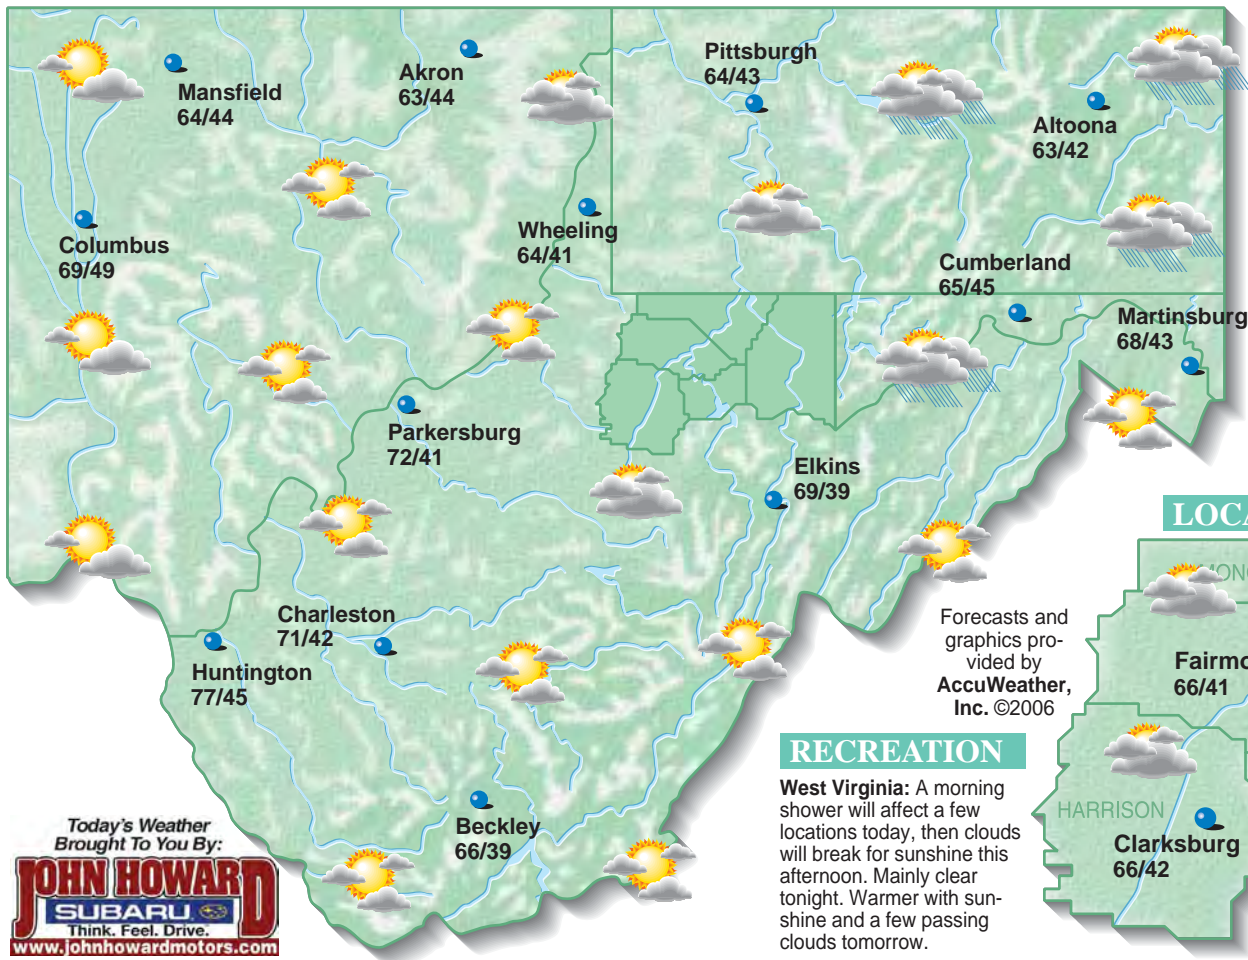 Mansfield
64/44
Akron
63/44
Pittsburgh
64/43
Altoona
63/42
Columbus
69/49
Wheeling
64/41
Cumberland
65/45
Martinsburg
68/43
Parkersburg
72/41
Elkins
69/39
Charleston
71/42
Huntington
77/45
Beckley
66/39
Forecasts and
graphics pro-
vided by
AccuWeather,
Inc. ©2006
RECREATION
West Virginia: A morning
shower will affect a few
locations today, then clouds
will break for sunshine this
afternoon. Mainly clear
tonight. Warmer with sun-
shine and a few passing
clouds tomorrow.
LOCA
MONO
Fairmo
66/41
HARRISON
Clarksburg
66/42
Today's Weather
Brought To You By:
JOHN HOWARD
SUBARU
Think. Feel. Drive.
www.johnhowardmotors.com